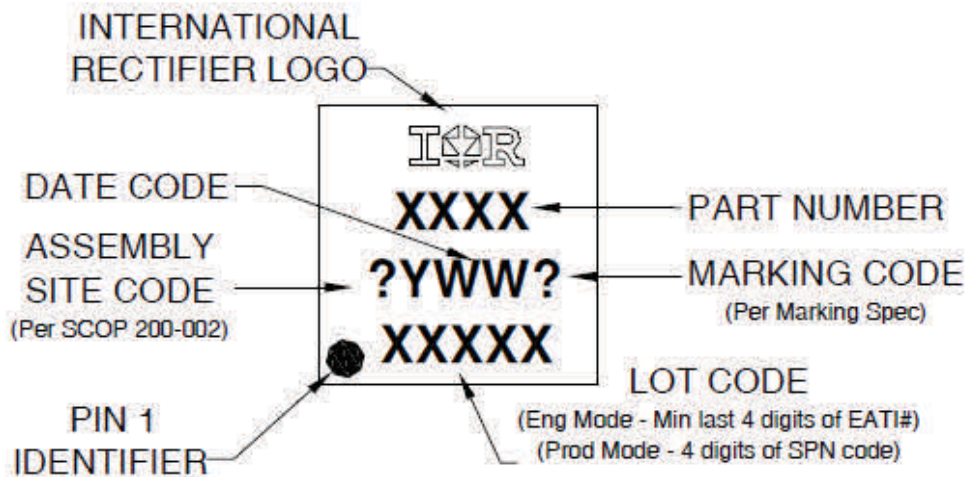 INTERNATIONAL
RECTIFIER LOGO
IOR
DATE CODE
XXXX
PART NUMBER
ASSEMBLY
SITE CODE
(Per SCOP 200-002)
?YWW?
MARKING CODE
(Per Marking Spec)
XXXXX
LOT CODE
(Eng Mode - Min last 4 digits of EATI#)
(Prod Mode - 4 digits of SPN code)
PIN 1
IDENTIFIER